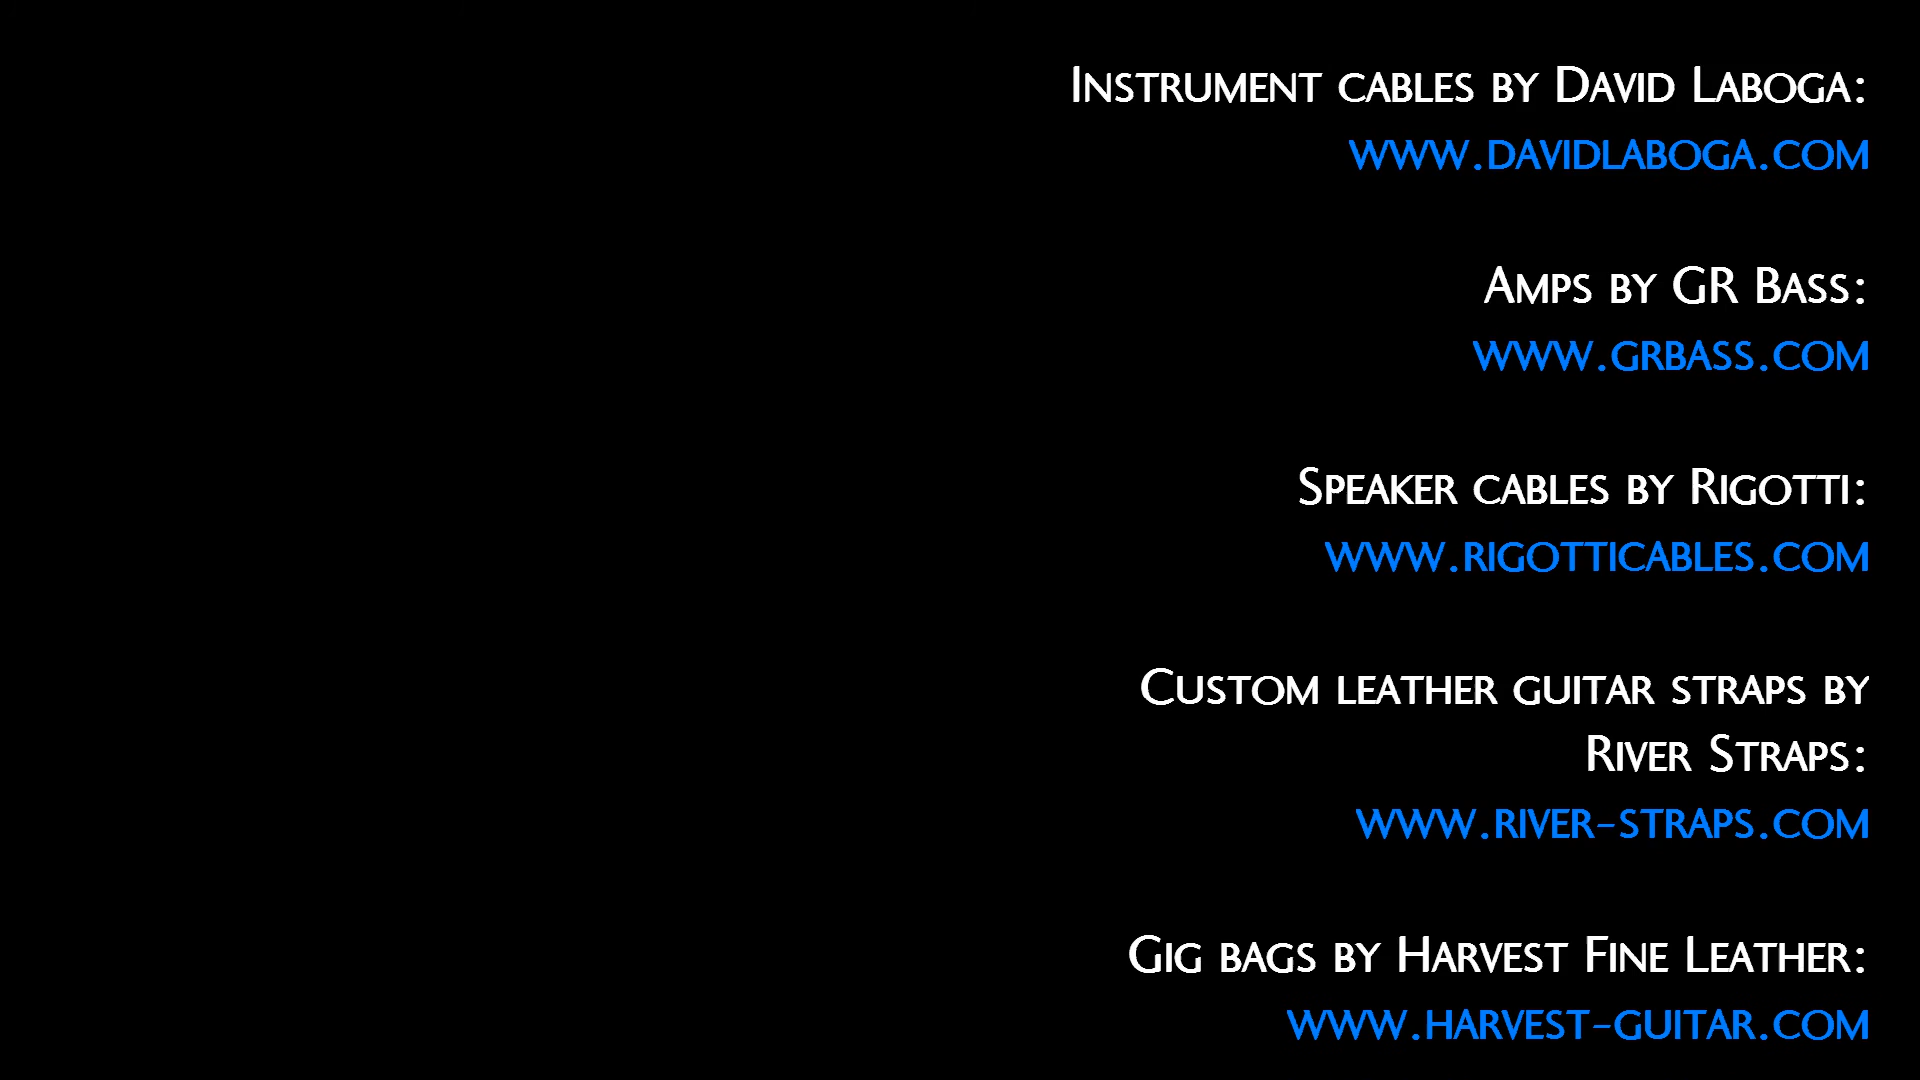 Instrument cables by David Laboga:
www.davidlaboga.com
Amps by GR Bass:
www.grbass.com
Speaker cables by Rigotti:
www.rigotticables.com
Custom leather guitar straps by
River Straps:
www.river-straps.com
Gig bags by Harvest Fine Leather:
www.harvest-guitar.com